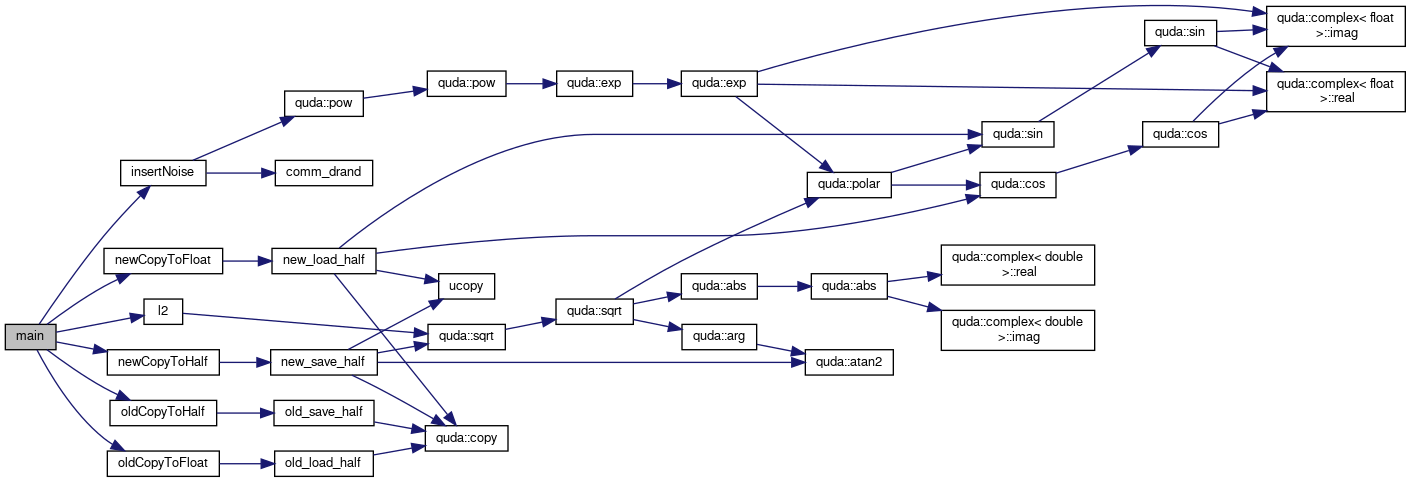 main
insertNoise
newCopyToFloat
l2
newCopyToHalf
oldCopyToHalf
oldCopyToFloat
quda::pow
comm_drand
new_load_half
new_save_half
old_save_half
old_load_half
quda::pow
ucopy
quda::sqrt
quda::copy
quda::exp
quda::sqrt
quda::exp
quda::abs
quda::arg
quda::polar
quda::abs
quda::atan2
quda::sin
quda::cos
quda::complex< double
>::real
quda::complex< double
>::imag
quda::sin
quda::cos
quda::complex< float
>::imag
quda::complex< float
>::real